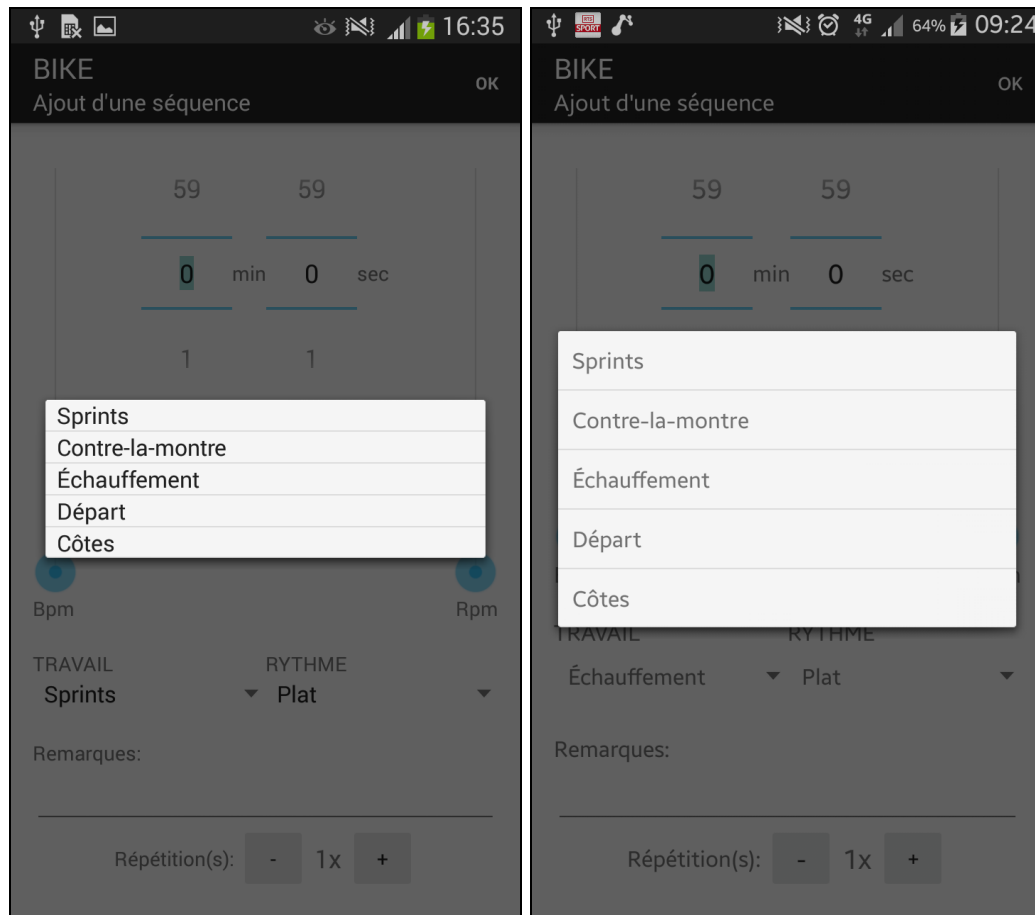 16:35
BIKE
OK
Ajout d'une séquence
59 59
0 min 0 sec
1 1
Sprints
Contre-la-montre
Échauffement
Départ
Côtes
Bpm Rpm
TRAVAIL RYTHME
Sprints Plat
Remarques:
Répétition(s): - 1x +
SPORT 4G 64% 09:24
BIKE
OK
Ajout d'une séquence
59 59
0 min 0 sec
Sprints
Contre-la-montre
Échauffement
Départ
Côtes
TRAVAIL RYTHME
Échauffement Plat
Remarques:
Répétition(s): - 1x +